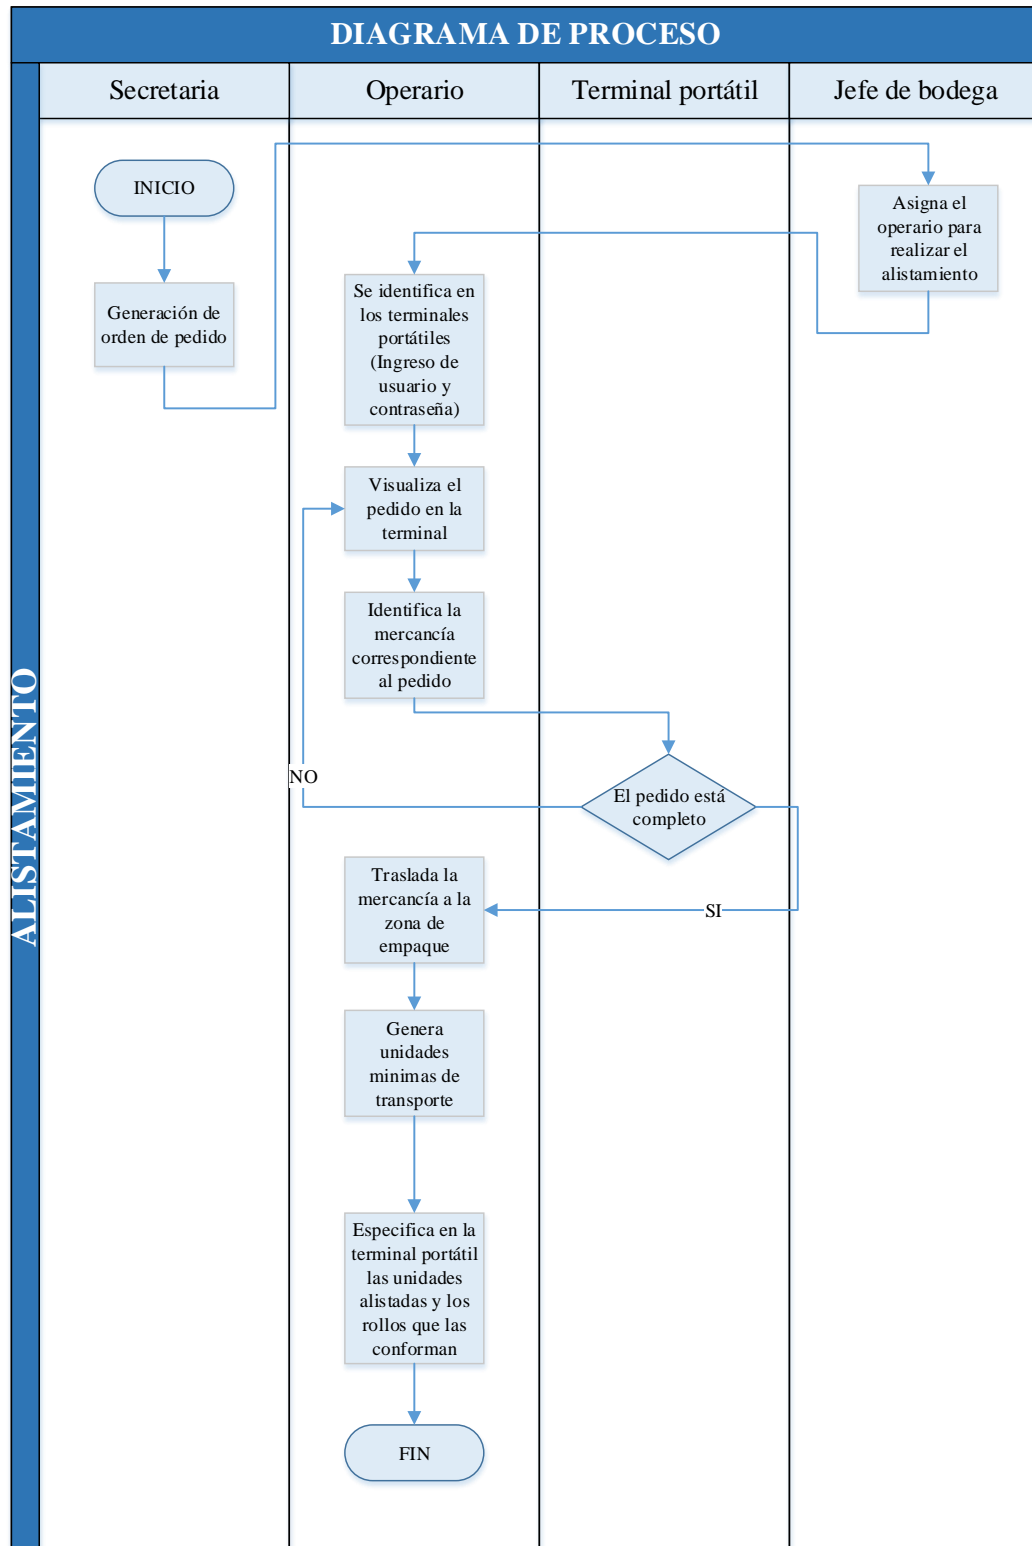 DIAGRAMA DE PROCESO
Secretaria
Operario
Terminal portátil
Jefe de bodega
ALISTAMIENTO
INICIO
Generación de
orden de pedido
Asigna el
operario para
realizar el
alistamiento
Se identifica en
los terminales
portátiles
(Ingreso de
usuario y
contraseña)
Visualiza el
pedido en la
terminal
Identifica la
mercancía
correspondiente
al pedido
El pedido está
completo
NO
SI
Traslada la
mercancía a la
zona de
empaque
Genera
unidades
minimas de
transporte
Especifica en la
terminal portátil
las unidades
alistadas y los
rollos que las
conforman
FIN